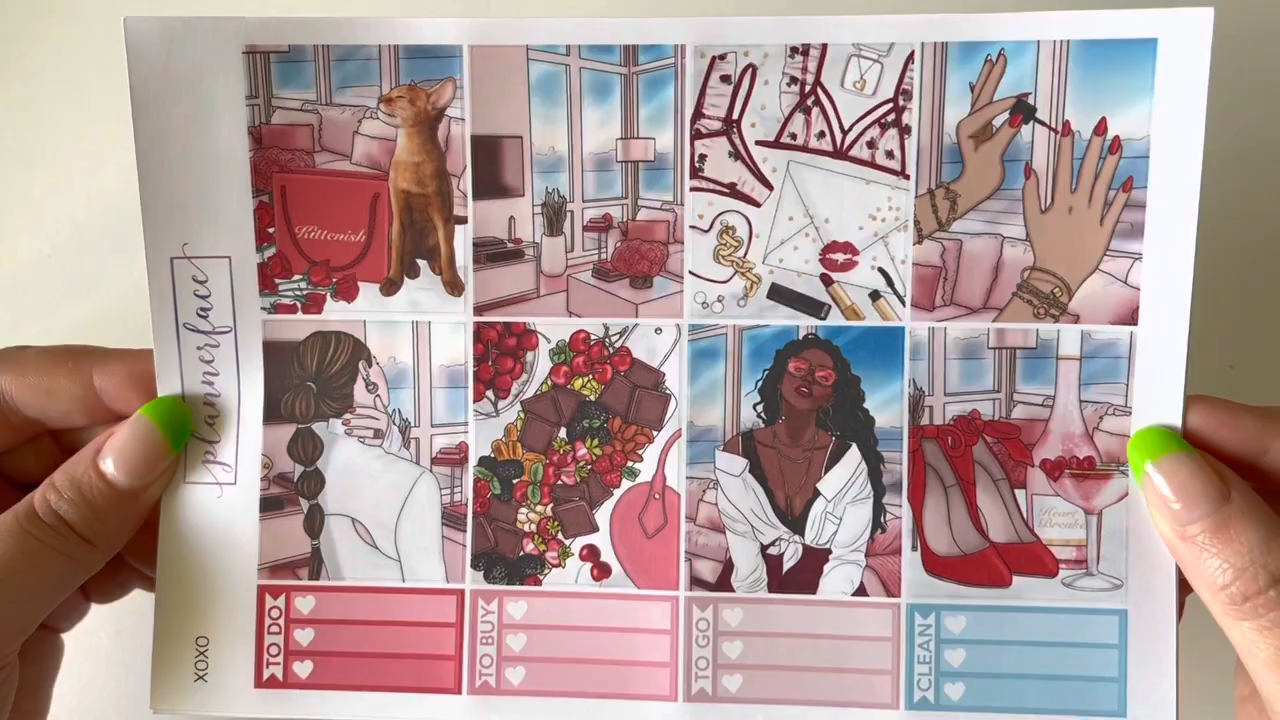 plannerface
XOXO
Kittenish
Heart
Breaker
TO DO
TO BUY
TO GO
CLEAN